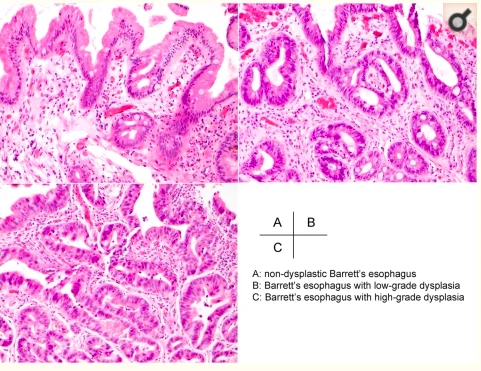 A B
C
A: non-dysplastic Barrett's esophagus
B: Barrett's esophagus with low-grade dysplasia
C: Barrett's esophagus with high-grade dysplasia